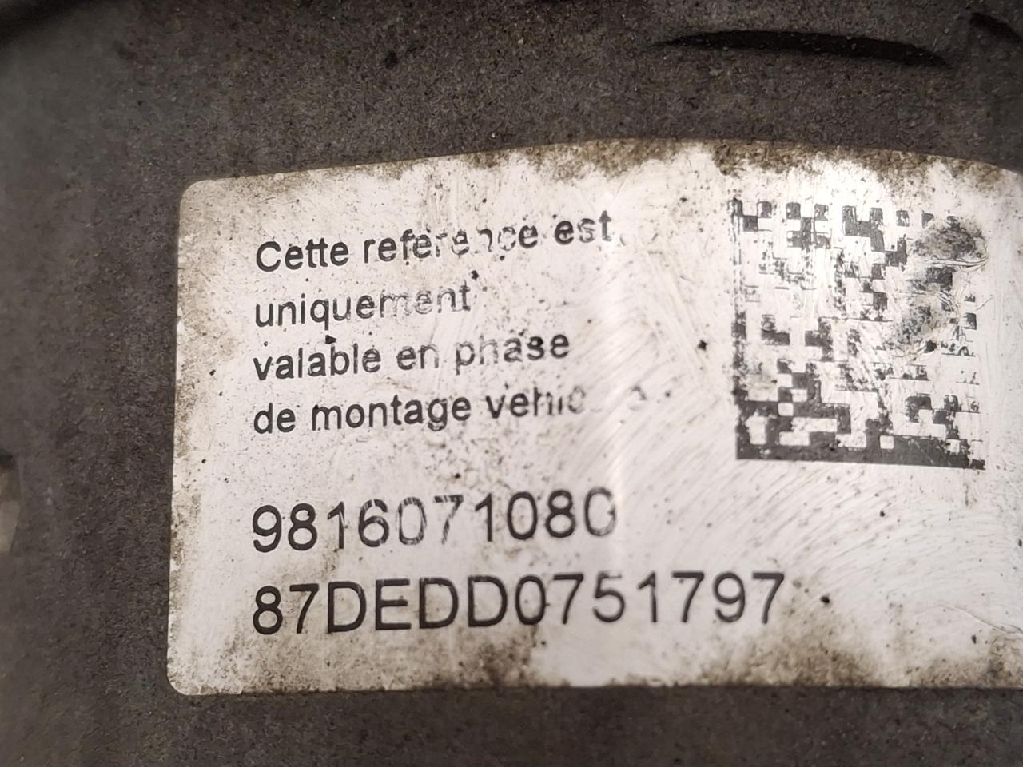 Cette reference est
uniquement
valable en phase
de montage
9816071080
87DEDD0751797